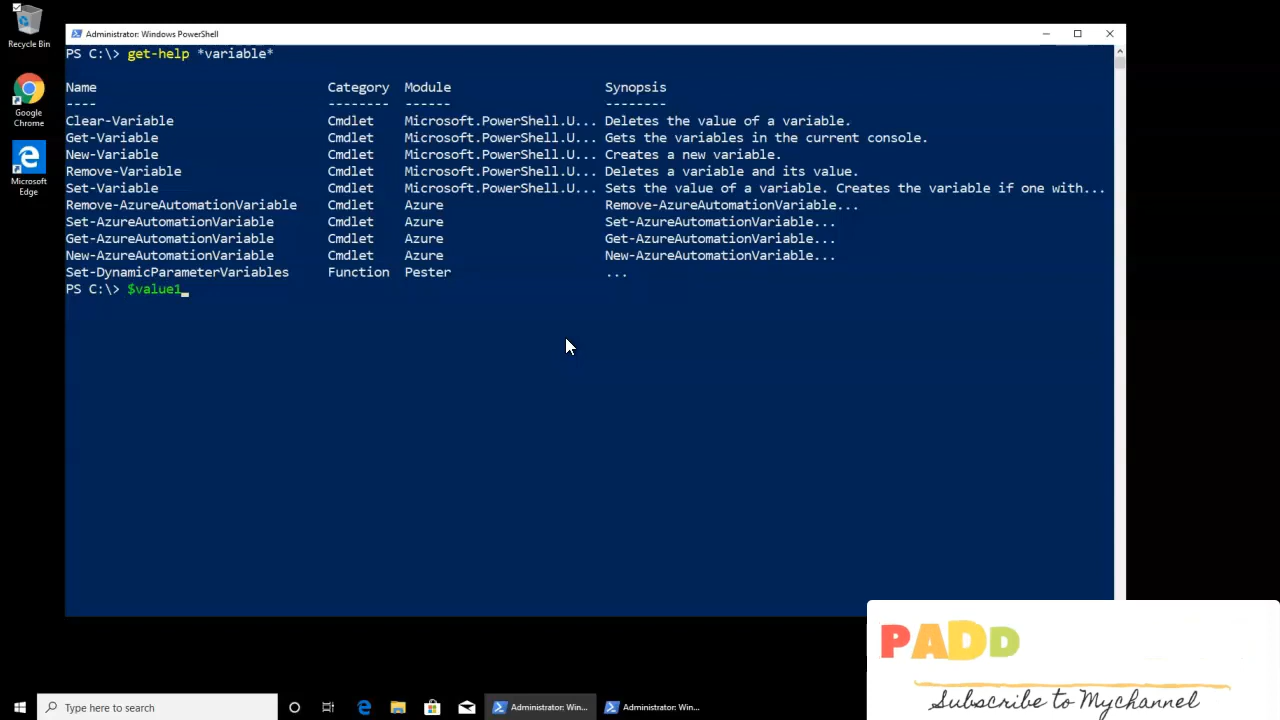 Recycle Bin
Google
Chrome
Microsoft
Edge
Administrator: Windows PowerShell
PS C:\> get-help *variable*
Name Category Module Synopsis
---- -------- ------ --------
Clear-Variable Cmdlet Microsoft.PowerShell.U... Deletes the value of a variable.
Get-Variable Cmdlet Microsoft.PowerShell.U... Gets the variables in the current console.
New-Variable Cmdlet Microsoft.PowerShell.U... Creates a new variable.
Remove-Variable Cmdlet Microsoft.PowerShell.U... Deletes a variable and its value.
Set-Variable Cmdlet Microsoft.PowerShell.U... Sets the value of a variable. Creates the variable if one with...
Remove-AzureAutomationVariable Cmdlet Azure Remove-AzureAutomationVariable...
Set-AzureAutomationVariable Cmdlet Azure Set-AzureAutomationVariable...
Get-AzureAutomationVariable Cmdlet Azure Get-AzureAutomationVariable...
New-AzureAutomationVariable Cmdlet Azure New-AzureAutomationVariable...
Set-DynamicParameterVariables Function Pester ...
PS C:\> $value1
PADD
Subscribe to Mychannel
Type here to search
Administrator: Win...
Administrator: Win...